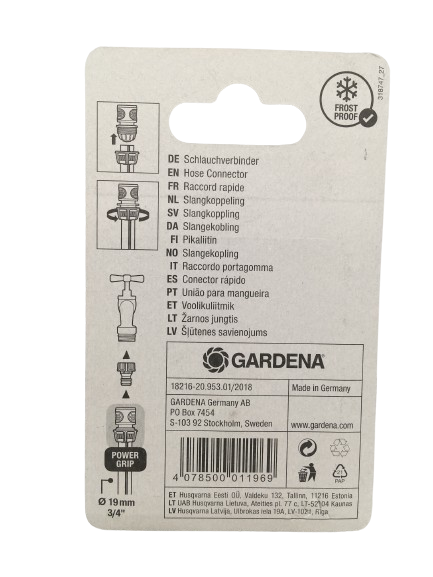 318747_27
FROST
PROOF
DE Schlauchverbinder
EN Hose Connector
FR Raccord rapide
NL Slangkoppeling
SV Slangkoppling
DA Slangekobling
FI Pikaliitin
NO Slangekopling
IT Raccordo portagomma
ES Conector rápido
PT União para mangueira
ET Voolikuliitmik
LT Žarnos jungtis
LV Šļūtenes savienojums
GARDENA®
18216-20.953.01/2018
Made in Germany
GARDENA Germany AB
PO Box 7454
S-103 92 Stockholm, Sweden
www.gardena.com
POWER
GRIP
Ø 19mm
3/4"
4 078500 011969
21
PAP
ET Husqvarna Eesti OÜ, Valdeku 132, Tallinn, 11216 Estonia
LT UAB Husqvarna Lietuva, Ateities pl. 77 c, LT-52104 Kaunas
LV Husqvarna Latvija, Ulbrokas iela 19A, LV-1021, Rīga